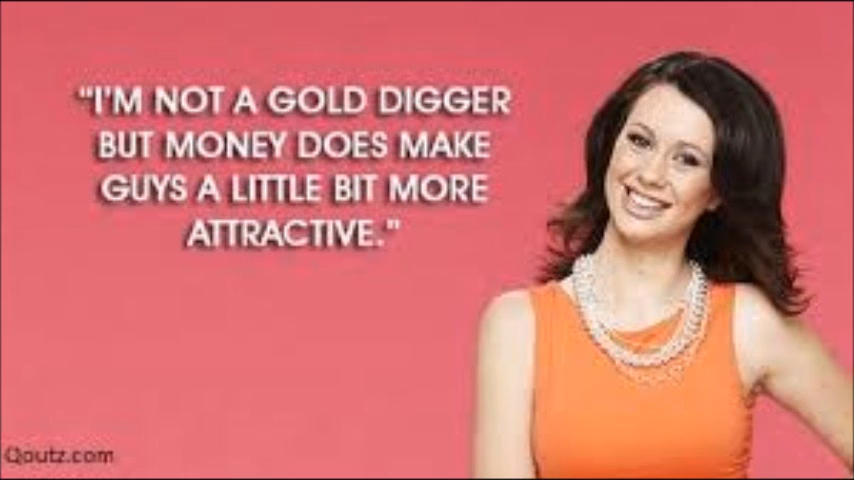 "I'M NOT A GOLD DIGGER
BUT MONEY DOES MAKE
GUYS A LITTLE BIT MORE
ATTRACTIVE."
Qoutz.com